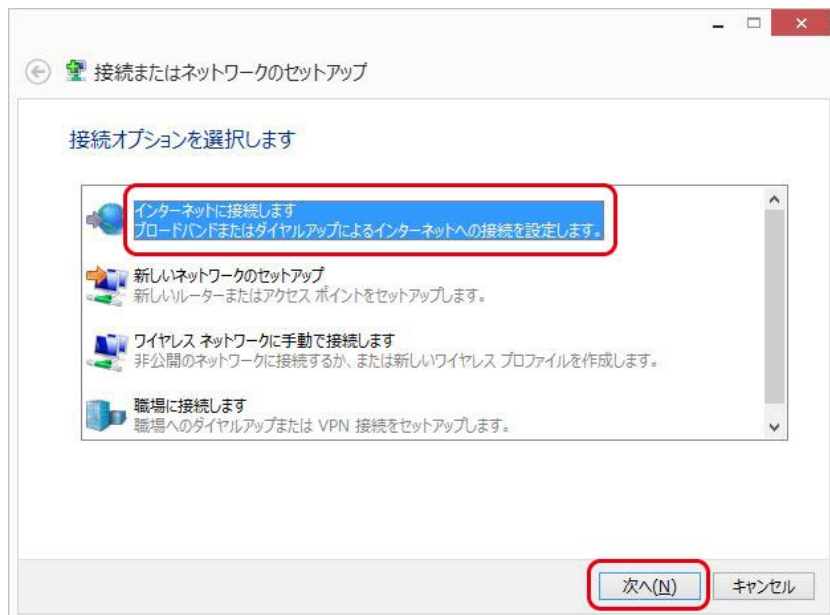 接続またはネットワークのセットアップ
接続オプションを選択します
インターネットに接続します
ブロードバンドまたはダイヤルアップによるインターネットへの接続を設定します。
新しいネットワークのセットアップ
新しいルーターまたはアクセス ポイントをセットアップします。
ワイヤレス ネットワークに手動で接続します
非公開のネットワークに接続するか、または新しいワイヤレス プロファイルを作成します。
職場に接続します
職場へのダイヤルアップまたは VPN 接続をセットアップします。
次へ(N) キャンセル